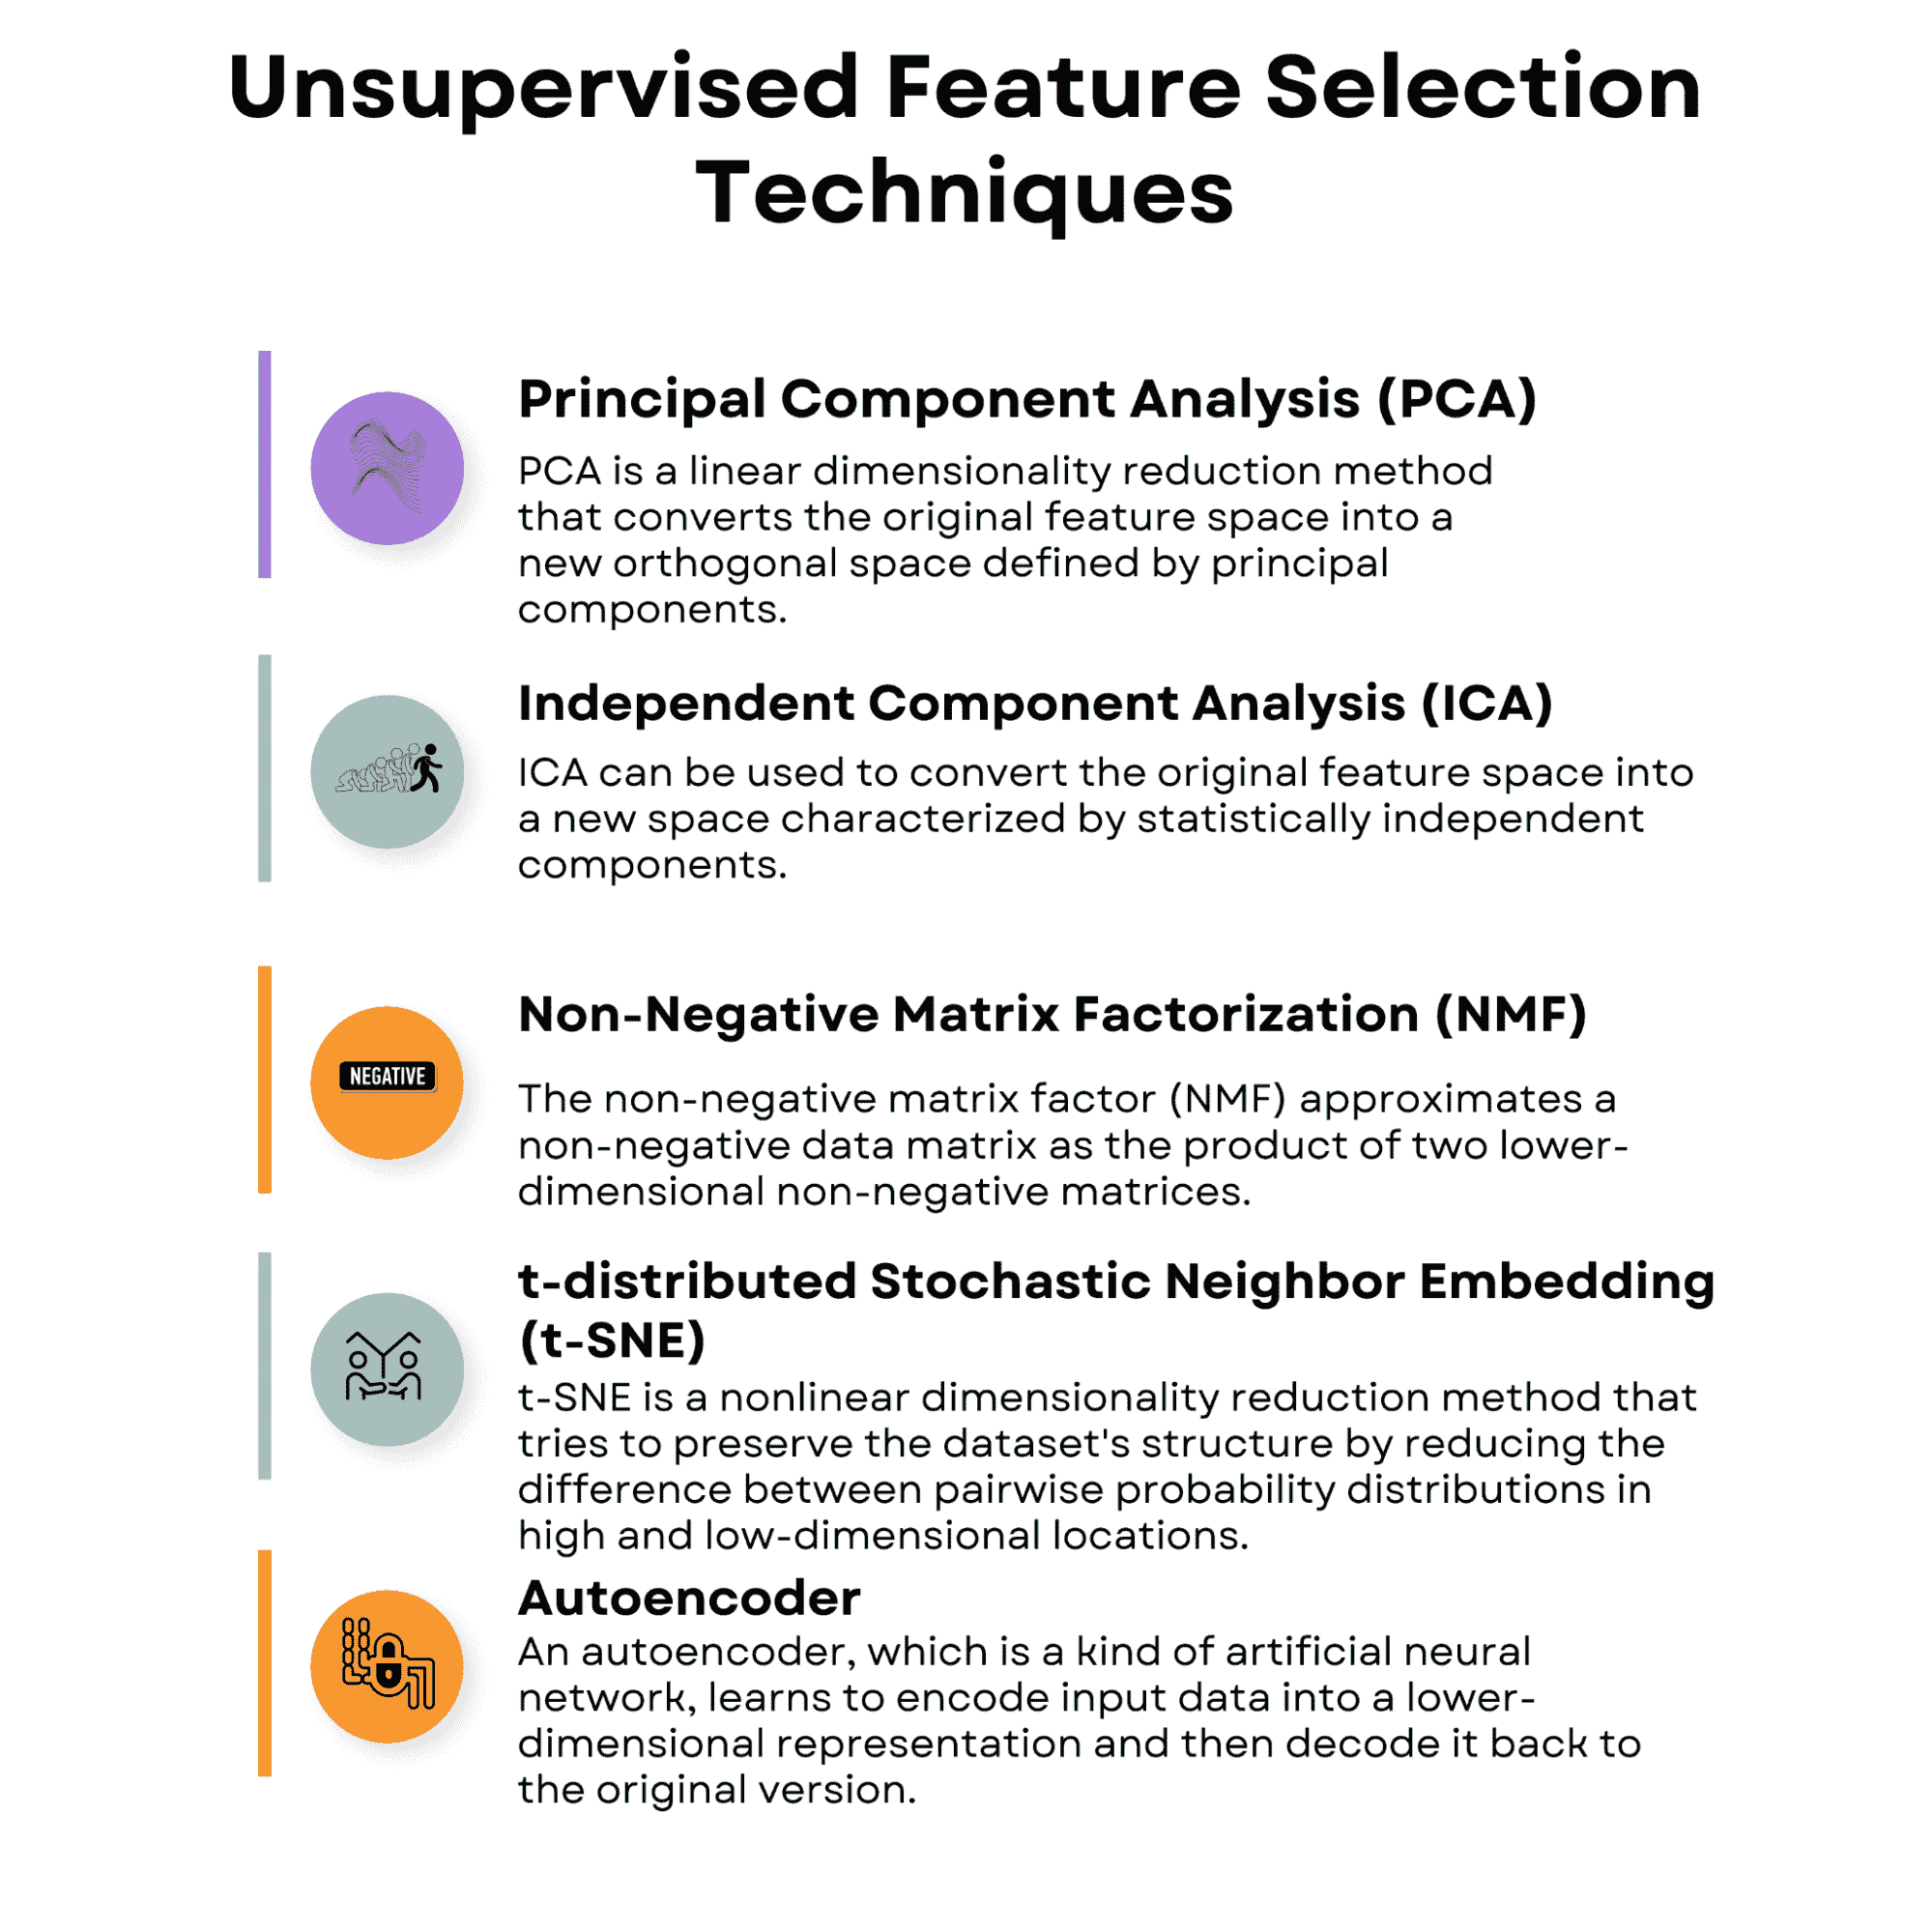 Unsupervised Feature Selection
Techniques
Principal Component Analysis (PCA)
PCA is a linear dimensionality reduction method
that converts the original feature space into a
new orthogonal space defined by principal
components.
Independent Component Analysis (ICA)
ICA can be used to convert the original feature space into
a new space characterized by statistically independent
components.
Non-Negative Matrix Factorization (NMF)
NEGATIVE
The non-negative matrix factor (NMF) approximates a
non-negative data matrix as the product of two lower-
dimensional non-negative matrices.
t-distributed Stochastic Neighbor Embedding
(t-SNE)
t-SNE is a nonlinear dimensionality reduction method that
tries to preserve the dataset's structure by reducing the
difference between pairwise probability distributions in
high and low-dimensional locations.
Autoencoder
An autoencoder, which is a kind of artificial neural
network, learns to encode input data into a lower-
dimensional representation and then decode it back to
the original version.